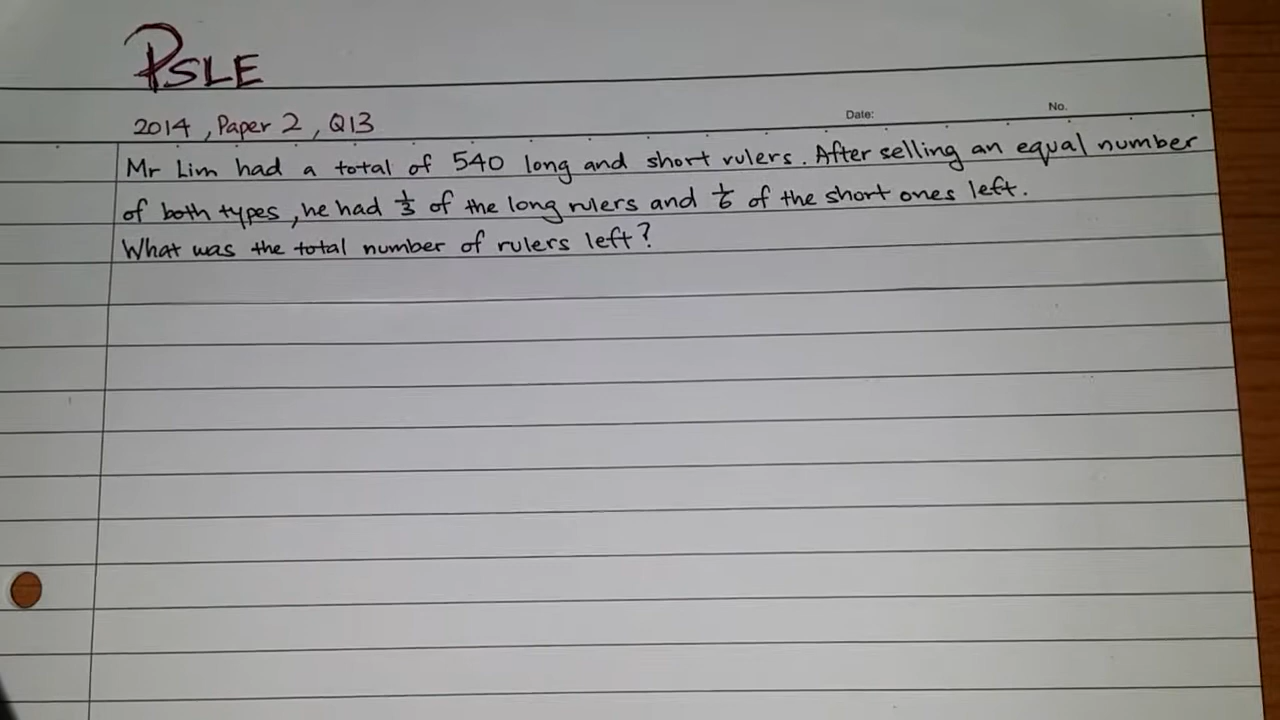 PSLE
2014, Paper 2, Q13
Date:
No.
Mr Lim had a total of 540 long and short rulers. After selling an equal number
of both types, he had 1/3 of the long rulers and 1/6 of the short ones left.
What was the total number of rulers left?